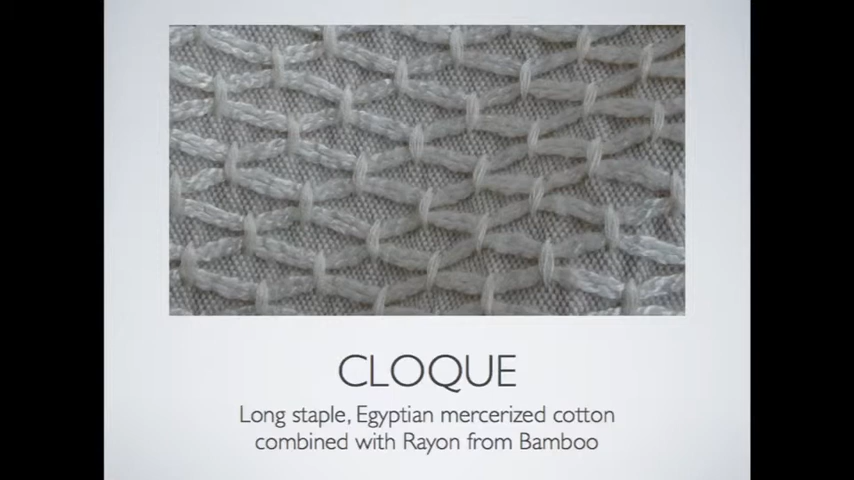 CLOQUE
Long staple, Egyptian mercerized cotton
combined with Rayon from Bamboo